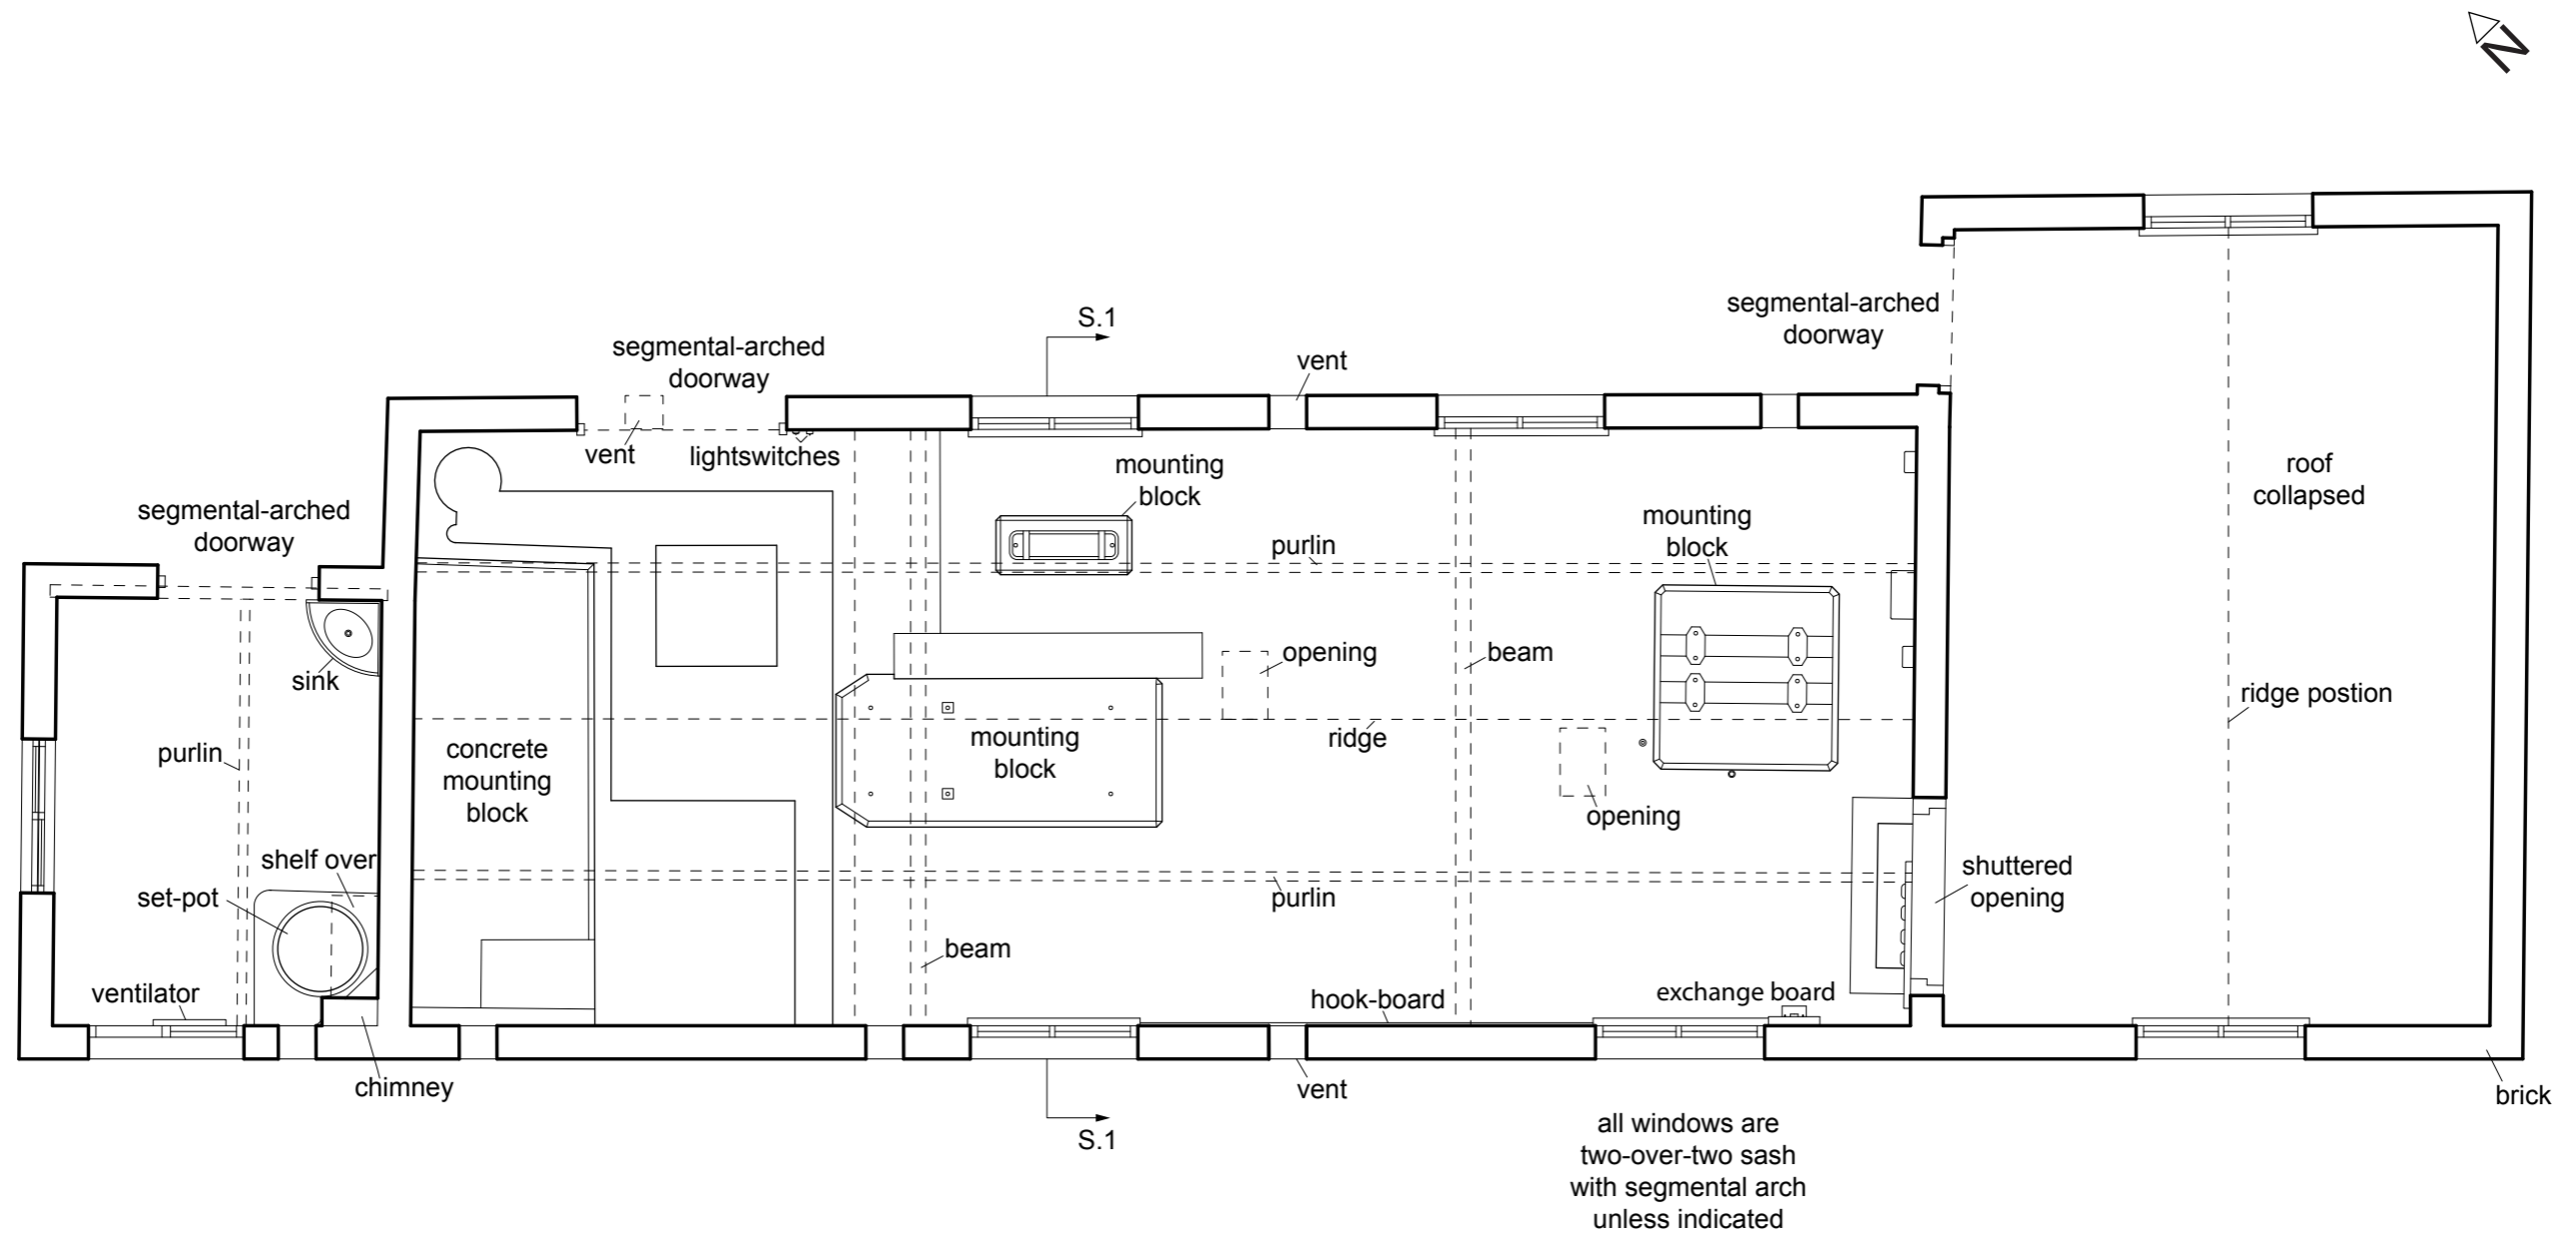 N
segmental-arched
doorway
S.1
segmental-arched
doorway
vent
vent
lightswitches
mounting
block
roof
collapsed
segmental-arched
doorway
mounting
block
purlin
sink
opening
beam
ridge postion
purlin
concrete
mounting
block
mounting
block
ridge
opening
shelf over
set-pot
purlin
shuttered
opening
beam
ventilator
hook-board
exchange board
chimney
vent
brick
S.1
all windows are
two-over-two sash
with segmental arch
unless indicated